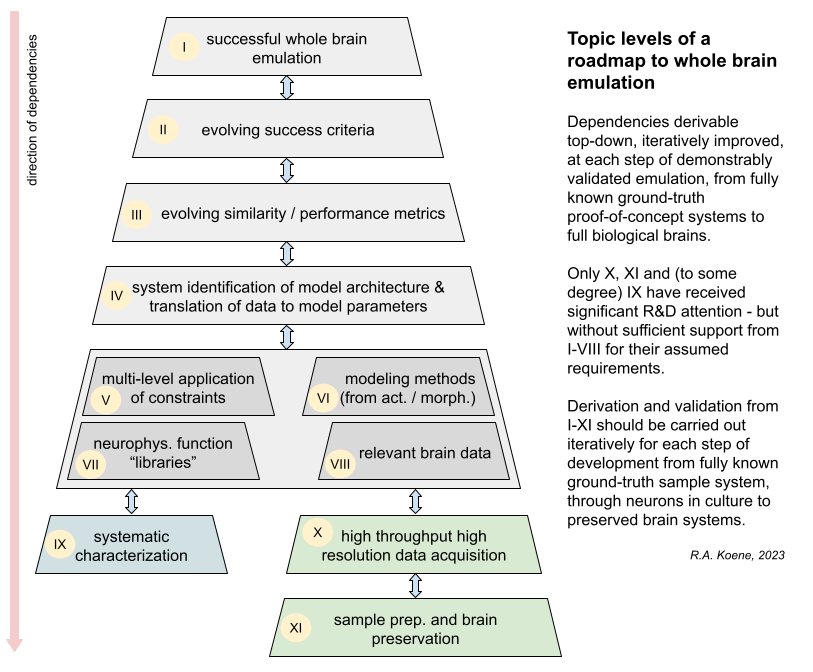 direction of dependencies
I
successful whole brain
emulation
II
evolving success criteria
III
evolving similarity / performance metrics
IV
system identification of model architecture &
translation of data to model parameters
V
multi-level application
of constraints
VI
modeling methods
(from act. / morph.)
VII
neurophys. function
“libraries”
VIII
relevant brain data
IX
systematic
characterization
X
high throughput high
resolution data acquisition
XI
sample prep. and brain
preservation
Topic levels of a
roadmap to whole brain
emulation
Dependencies derivable
top-down, iteratively improved,
at each step of demonstrably
validated emulation, from fully
known ground-truth
proof-of-concept systems to
full biological brains.
Only X, XI and (to some
degree) IX have received
significant R&D attention - but
without sufficient support from
I-VIII for their assumed
requirements.
Derivation and validation from
I-XI should be carried out
iteratively for each step of
development from fully known
ground-truth sample system,
through neurons in culture to
preserved brain systems.
R.A. Koene, 2023